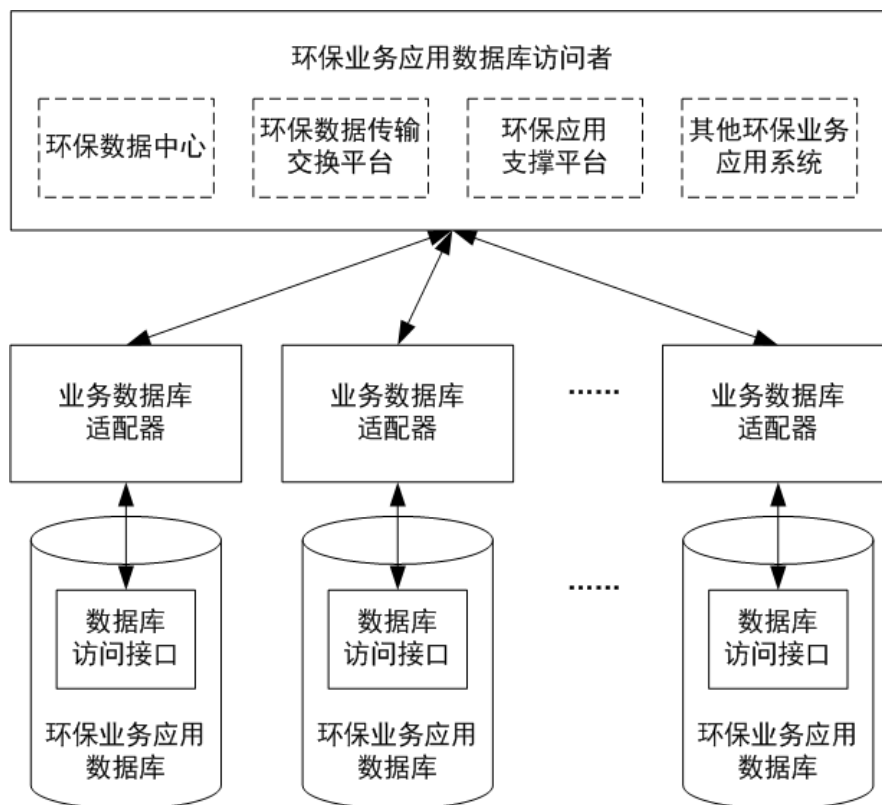 环保业务应用数据库访问者
环保数据中心
环保数据传输
交换平台
环保应用
支撑平台
其他环保业务
应用系统
业务数据库
适配器
业务数据库
适配器
……
业务数据库
适配器
数据库
访问接口
环保业务应用
数据库
数据库
访问接口
环保业务应用
数据库
……
数据库
访问接口
环保业务应用
数据库